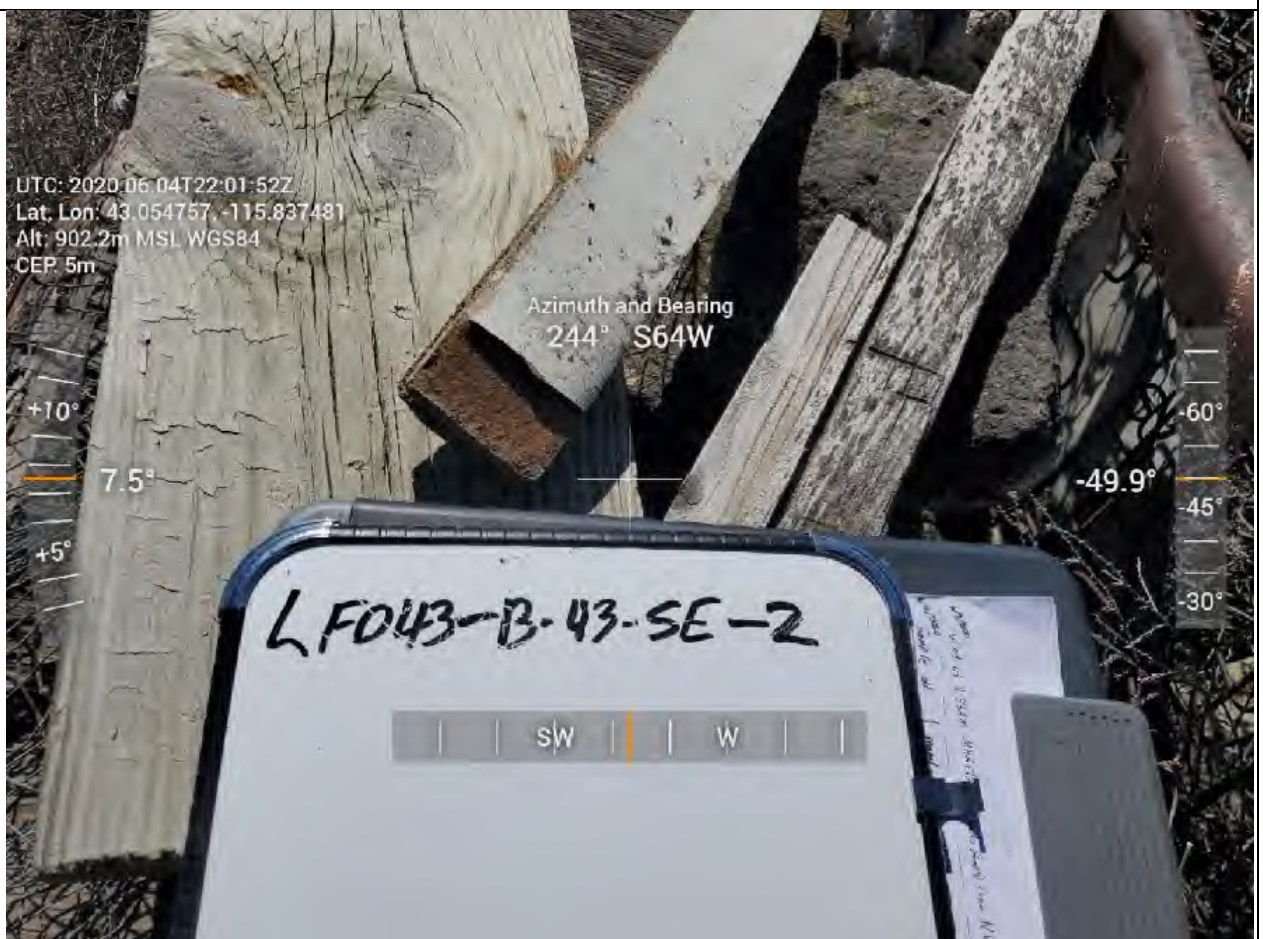 UTC: 2020.06.04T22:01:52Z
Lat, Lon: 43.054757, -115.837481
Alt: 902.2m MSL WGS84
CEP: 5m
Azimuth and Bearing
244° S64W
+10°
7.5°
+5°
-60°
-49.9°
-45°
-30°
LF043-B-43-SE-2
SW W